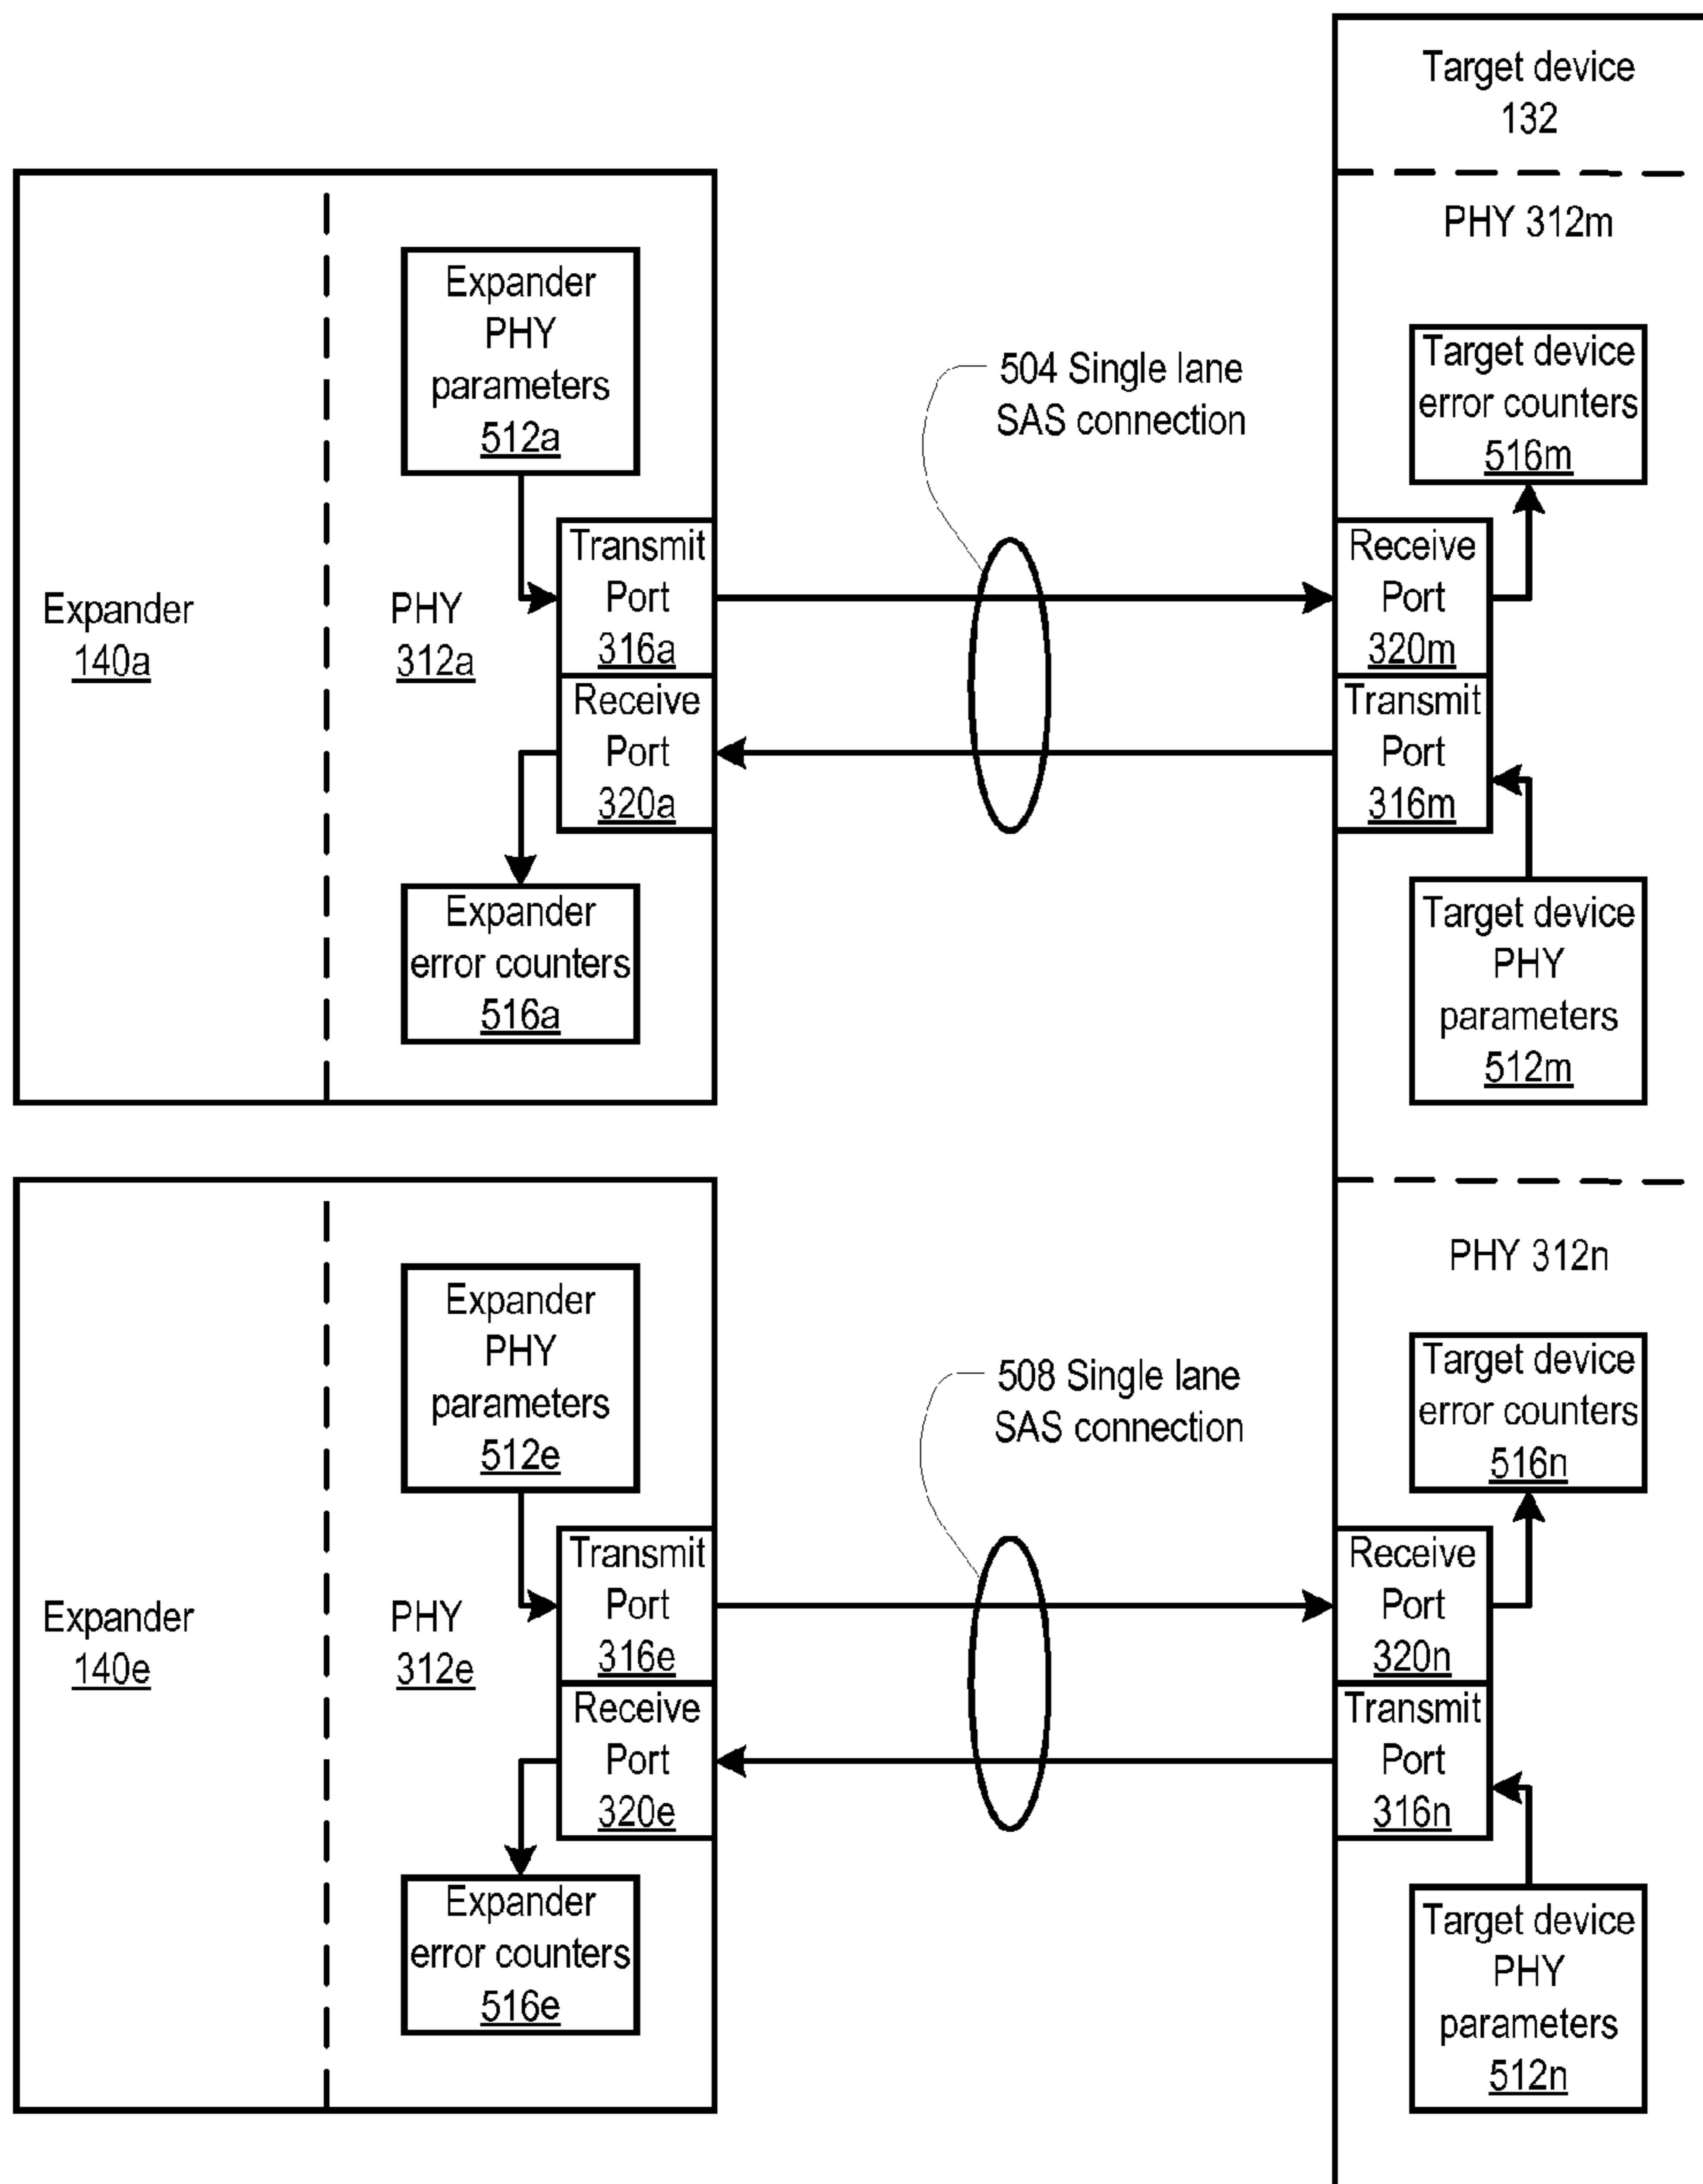 Target device
132
PHY 312m
Expander
PHY
parameters
512a
504 Single lane
SAS connection
Target device
error counters
516m
Expander
140a
PHY
312a
Transmit
Port
316a
Receive
Port
320a
Receive
Port
320m
Transmit
Port
316m
Expander
error counters
516a
Target device
PHY
parameters
512m
PHY 312n
Expander
PHY
parameters
512e
508 Single lane
SAS connection
Target device
error counters
516n
Expander
140e
PHY
312e
Transmit
Port
316e
Receive
Port
320e
Receive
Port
320n
Transmit
Port
316n
Expander
error counters
516e
Target device
PHY
parameters
512n